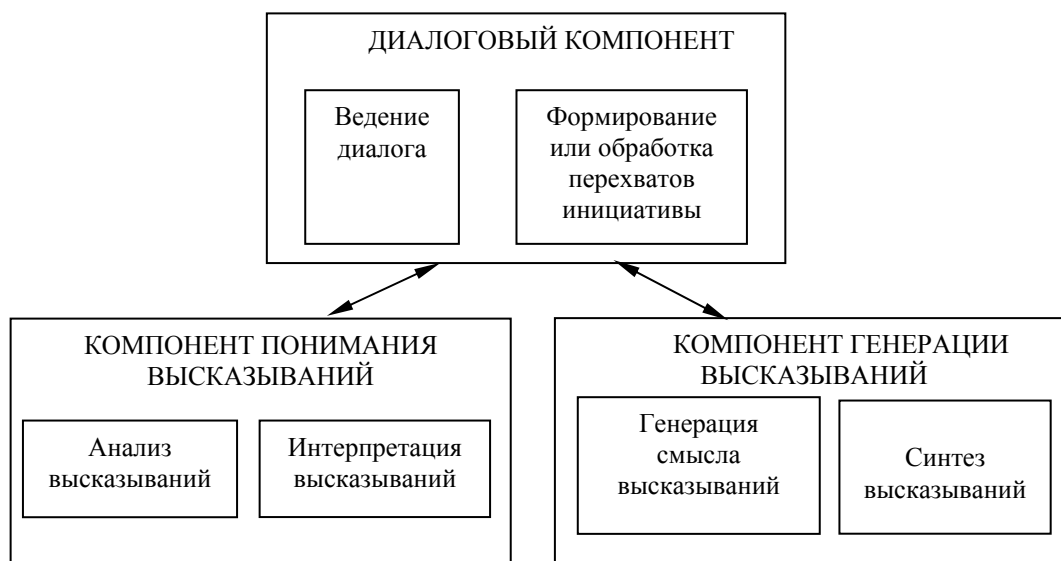 ДИАЛОГОВЫЙ КОМПОНЕНТ
Ведение
диалога
Формирование
или обработка
перехватов
инициативы
КОМПОНЕНТ ПОНИМАНИЯ
ВЫСКАЗЫВАНИЙ
Анализ
высказываний
Интерпретация
высказываний
КОМПОНЕНТ ГЕНЕРАЦИИ
ВЫСКАЗЫВАНИЙ
Генерация
смысла
высказываний
Синтез
высказываний